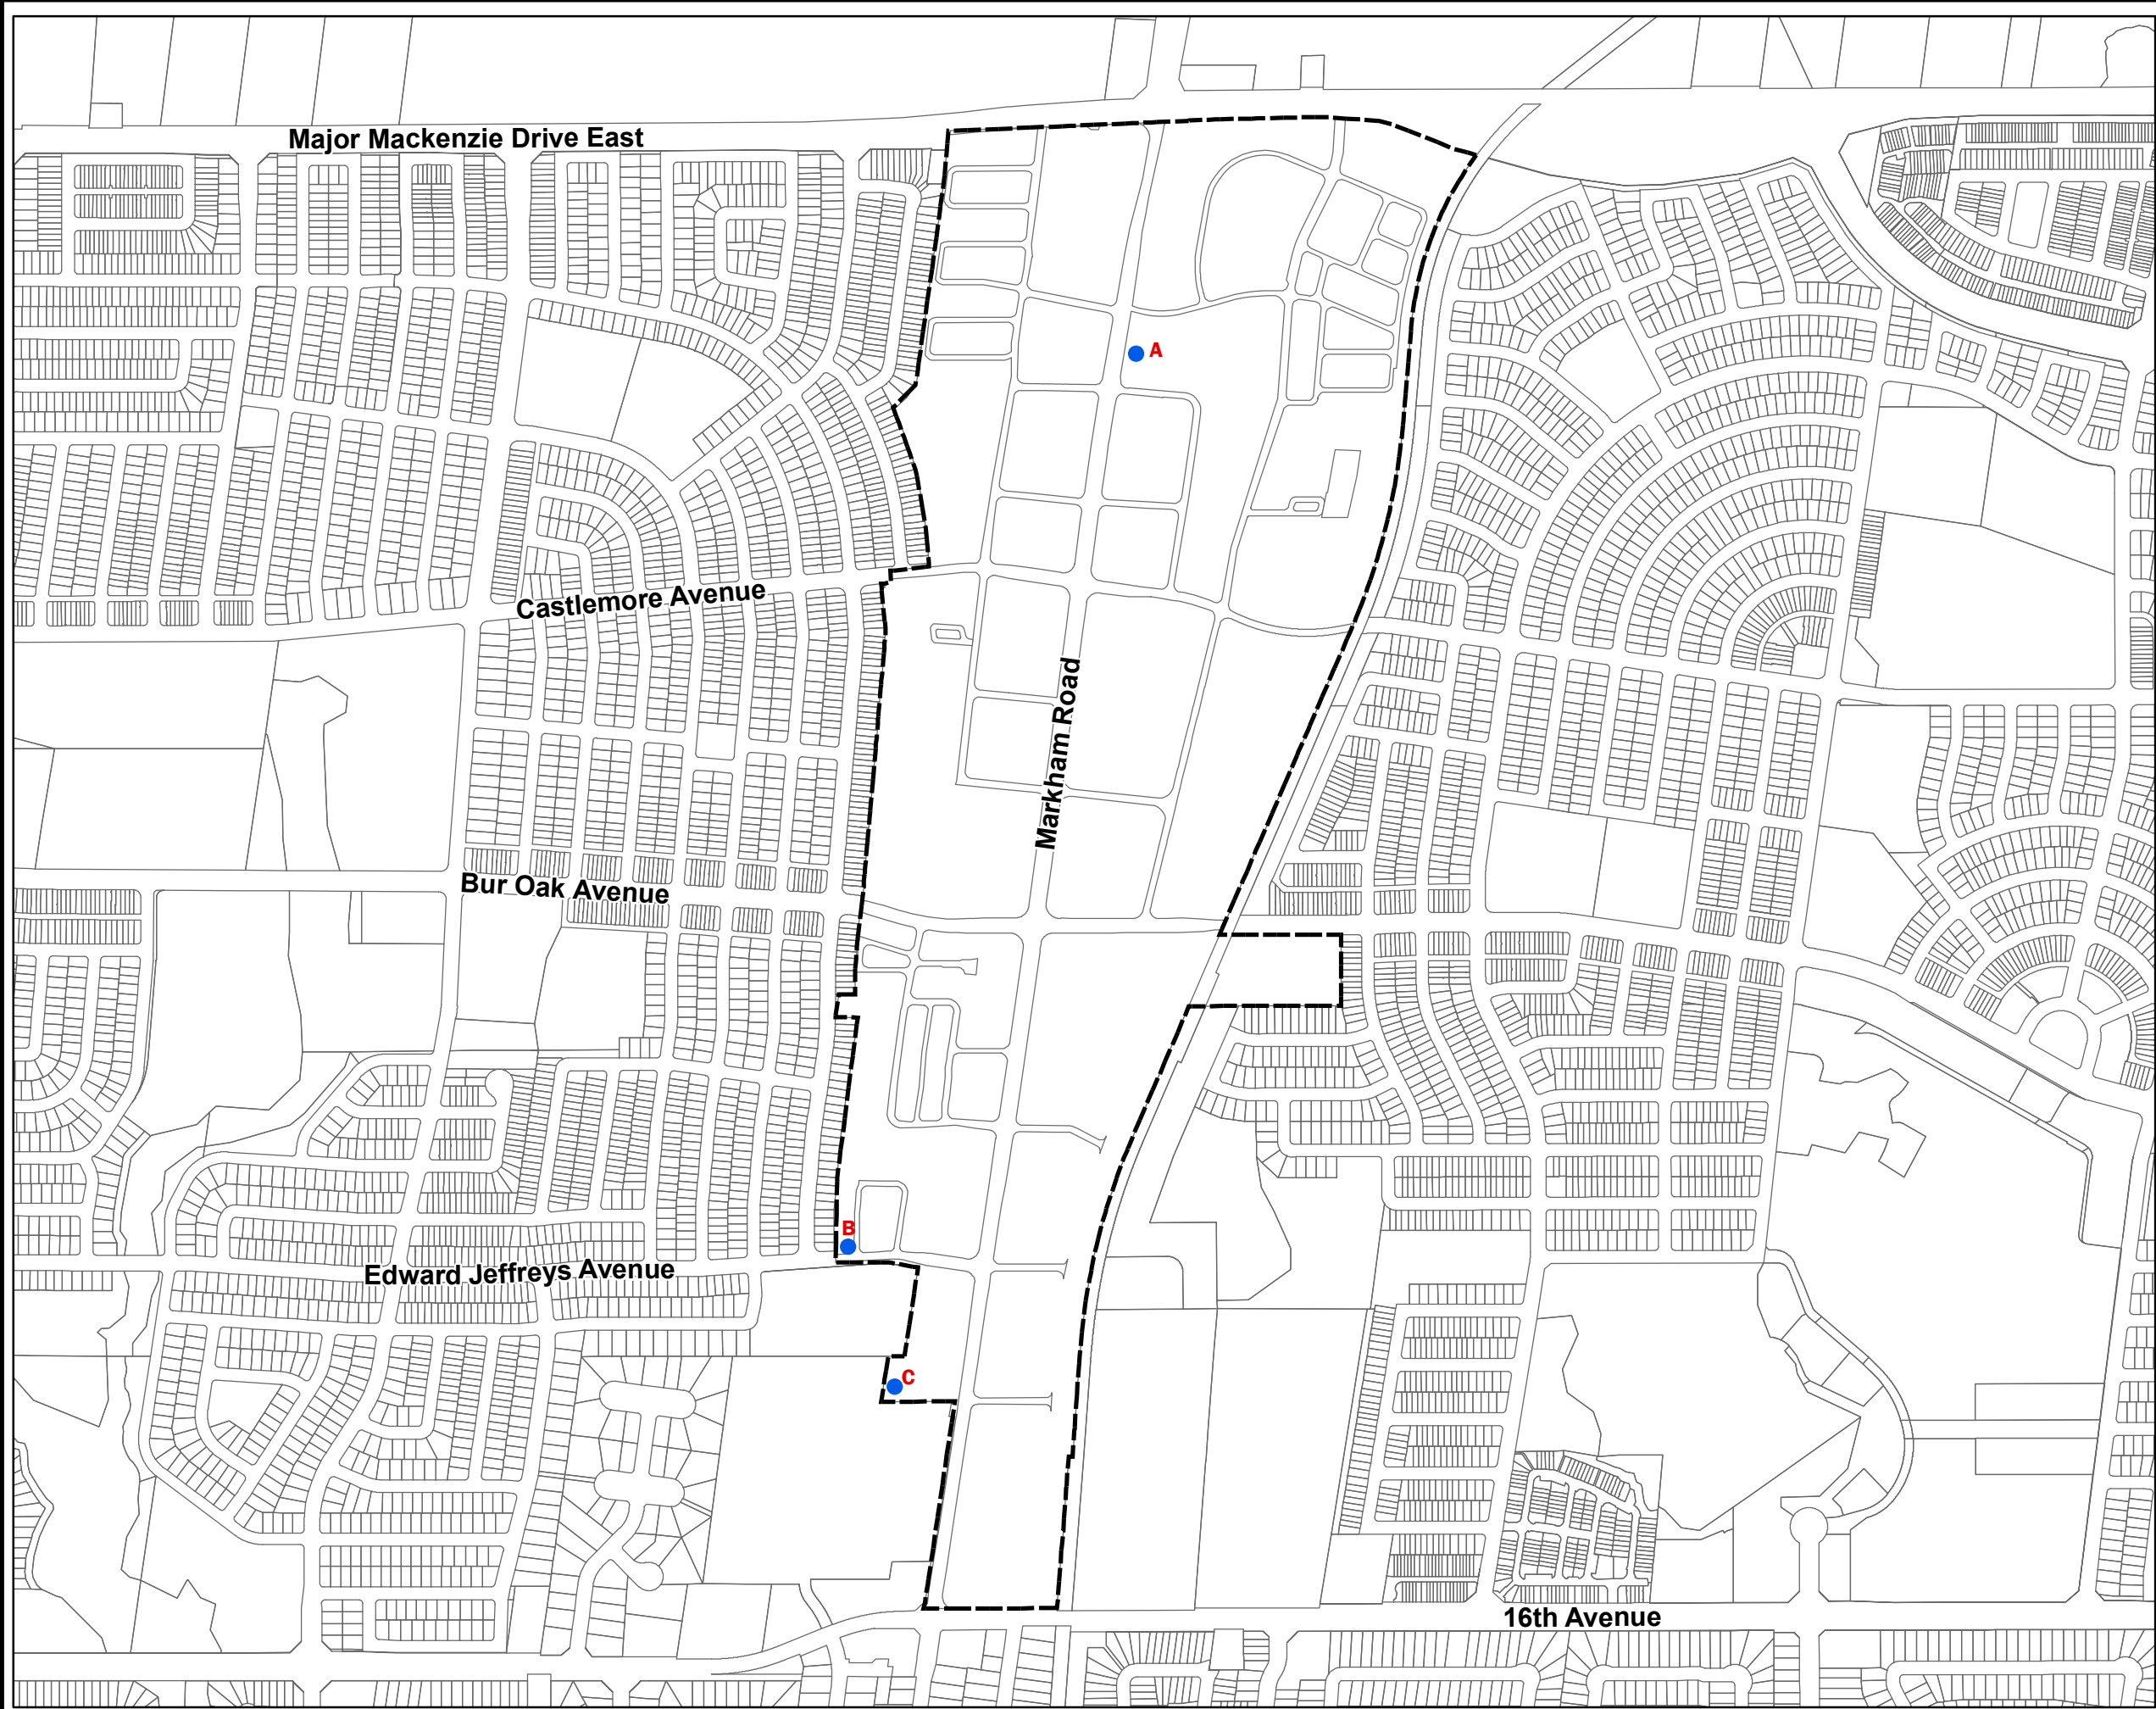 Major Mackenzie Drive East
A
Castlemore Avenue
Markham Road
Bur Oak Avenue
B
Edward Jeffreys Avenue
C
16th Avenue